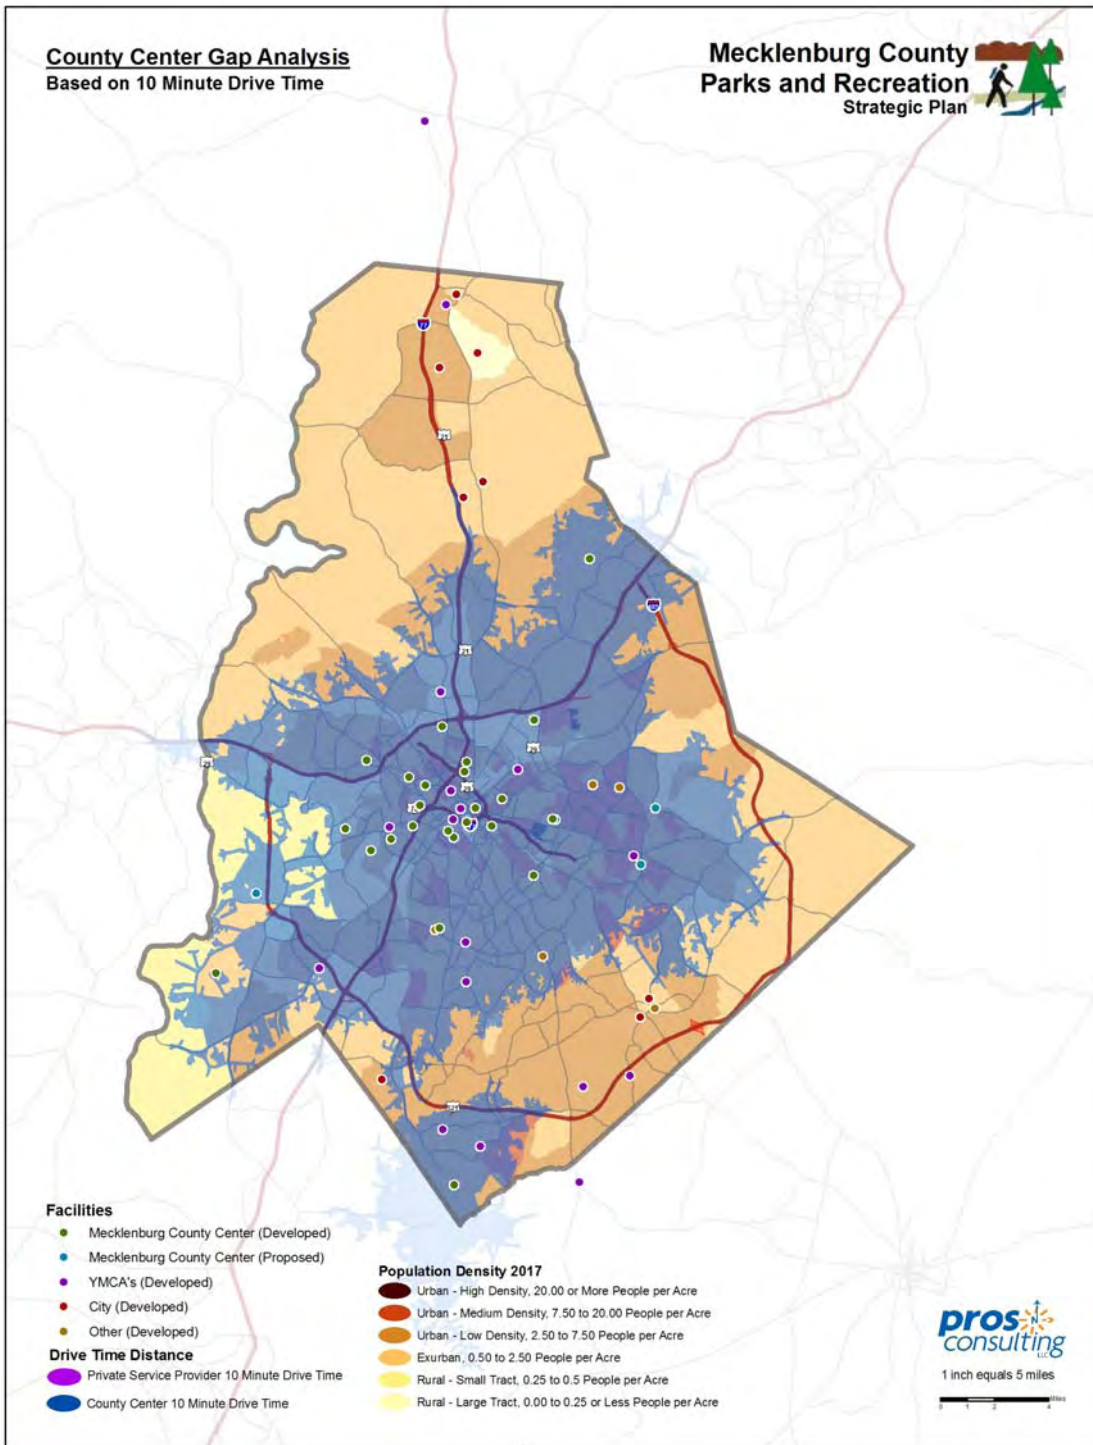 County Center Gap Analysis
Based on 10 Minute Drive Time
Mecklenburg County
Parks and Recreation
Strategic Plan
Facilities
Mecklenburg County Center (Developed)
Mecklenburg County Center (Proposed)
YMCA's (Developed)
City (Developed)
Other (Developed)
Drive Time Distance
Private Service Provider 10 Minute Drive Time
County Center 10 Minute Drive Time
Population Density 2017
Urban - High Density, 20.00 or More People per Acre
Urban - Medium Density, 7.50 to 20.00 People per Acre
Urban - Low Density, 2.50 to 7.50 People per Acre
Exurban, 0.50 to 2.50 People per Acre
Rural - Small Tract, 0.25 to 0.5 People per Acre
Rural - Large Tract, 0.00 to 0.25 or Less People per Acre
N
pros
consulting
LLC
1 inch equals 5 miles
Miles
0 1 2 4